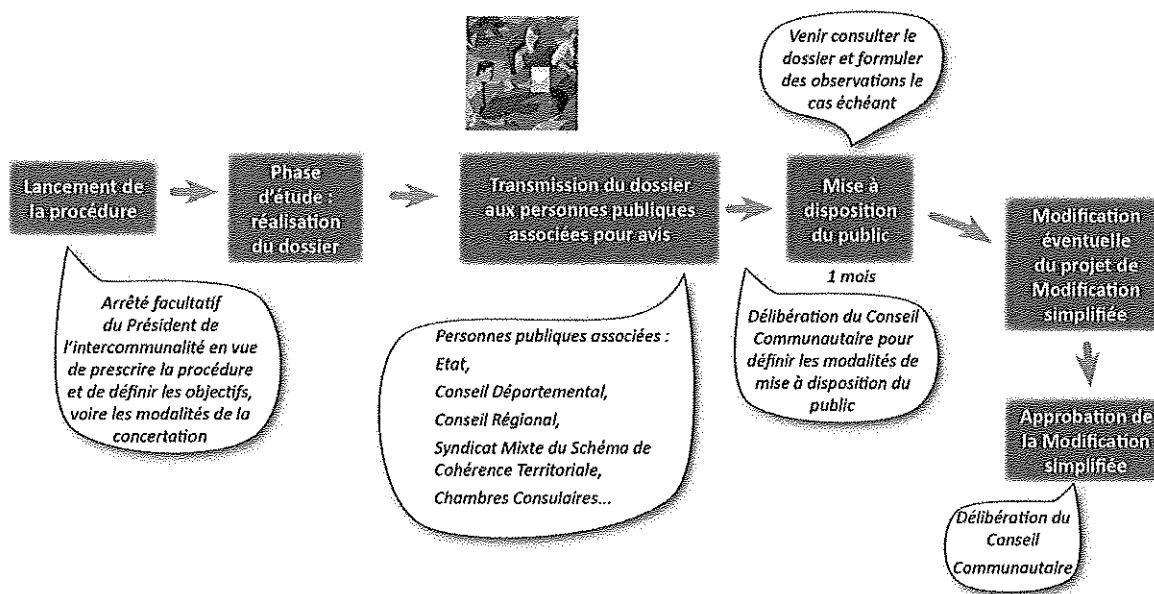 Venir consulter le
dossier et formuler
des observations le
cas échéant
Lancement de
la procédure
Phase
d'étude :
réalisation
du dossier
Transmission du dossier
aux personnes publiques
associées pour avis
Mise à
disposition
du public
1 mois
Modification
éventuelle
du projet de
Modification
simplifiée
Arrêté facultatif
du Président de
l'intercommunalité en vue
de prescrire la procédure
et de définir les objectifs,
voire les modalités de la
concertation
Personnes publiques associées :
Etat,
Conseil Départemental,
Conseil Régional,
Syndicat Mixte du Schéma de
Cohérence Territoriale,
Chambres Consulaires...
Délibération du Conseil
Communautaire pour
définir les modalités de
mise à disposition du
public
Approbation de
la Modification
simplifiée
Délibération du
Conseil
Communautaire